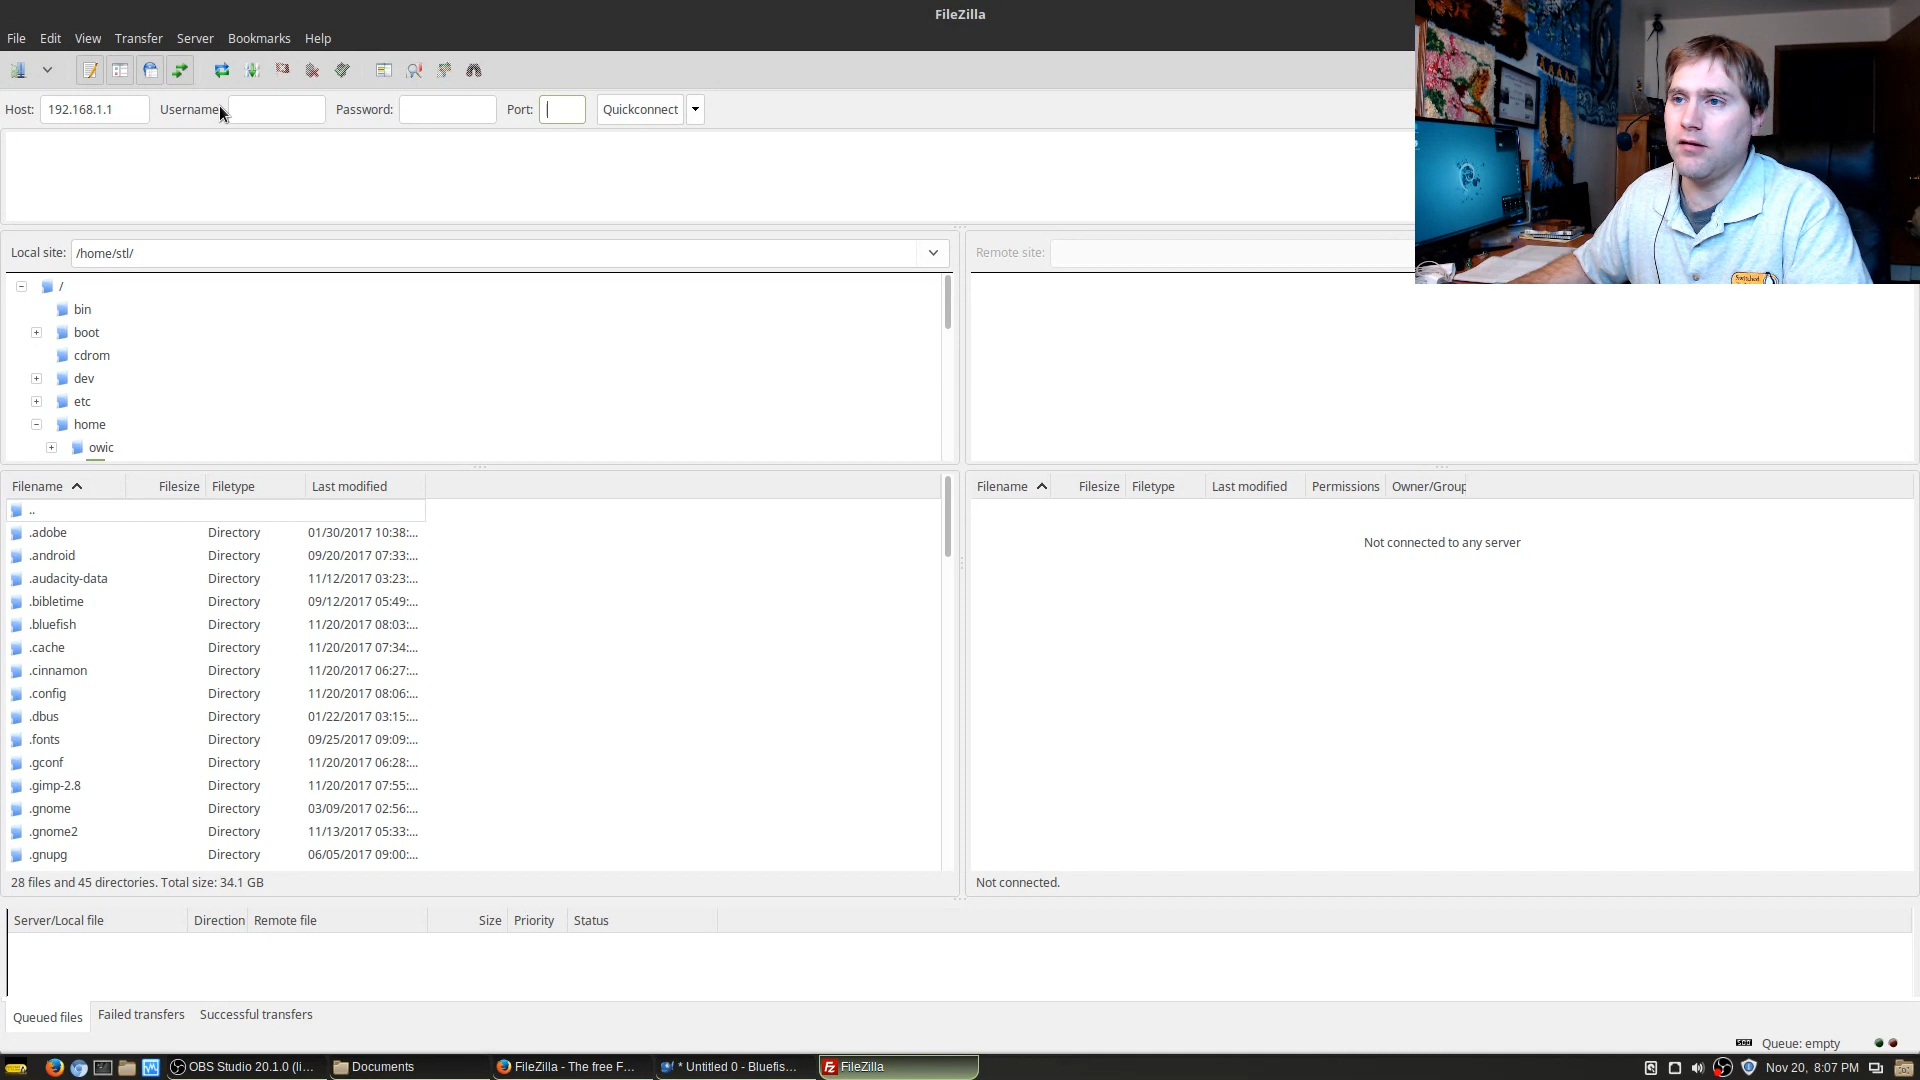 FileZilla
File Edit View Transfer Server Bookmarks Help
Host: 192.168.1.1 Username: Password: Port: Quickconnect
Local site: /home/stl/
Remote site:
/
bin
boot
cdrom
dev
etc
home
owic
Filename Filesize Filetype Last modified
..
.adobe Directory 01/30/2017 10:38:...
.android Directory 09/20/2017 07:33:...
.audacity-data Directory 11/12/2017 03:23:...
.bibletime Directory 09/12/2017 05:49:...
.bluefish Directory 11/20/2017 08:03:...
.cache Directory 11/20/2017 07:34:...
.cinnamon Directory 11/20/2017 06:27:...
.config Directory 11/20/2017 08:06:...
.dbus Directory 01/22/2017 03:15:...
.fonts Directory 09/25/2017 09:09:...
.gconf Directory 11/20/2017 06:28:...
.gimp-2.8 Directory 11/20/2017 07:55:...
.gnome Directory 03/09/2017 02:56:...
.gnome2 Directory 11/13/2017 05:33:...
.gnupg Directory 06/05/2017 09:00:...
28 files and 45 directories. Total size: 34.1 GB
Filename Filesize Filetype Last modified Permissions Owner/Group
Not connected to any server
Not connected.
Server/Local file Direction Remote file Size Priority Status
Queued files Failed transfers Successful transfers
Queue: empty
OBS Studio 20.1.0 (li... Documents FileZilla - The free F... * Untitled 0 - Bluefis... FileZilla Nov 20, 8:07 PM